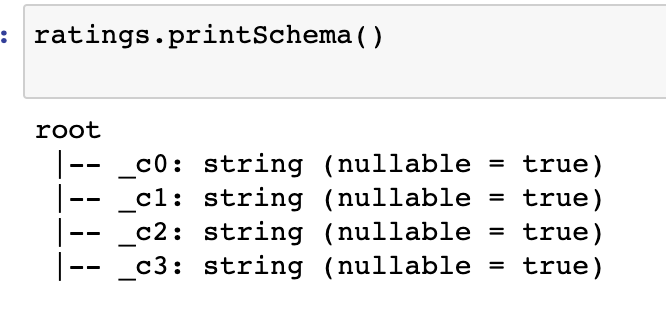 :
ratings.printSchema()
root
|-- _c0: string (nullable = true)
|-- _c1: string (nullable = true)
|-- _c2: string (nullable = true)
|-- _c3: string (nullable = true)